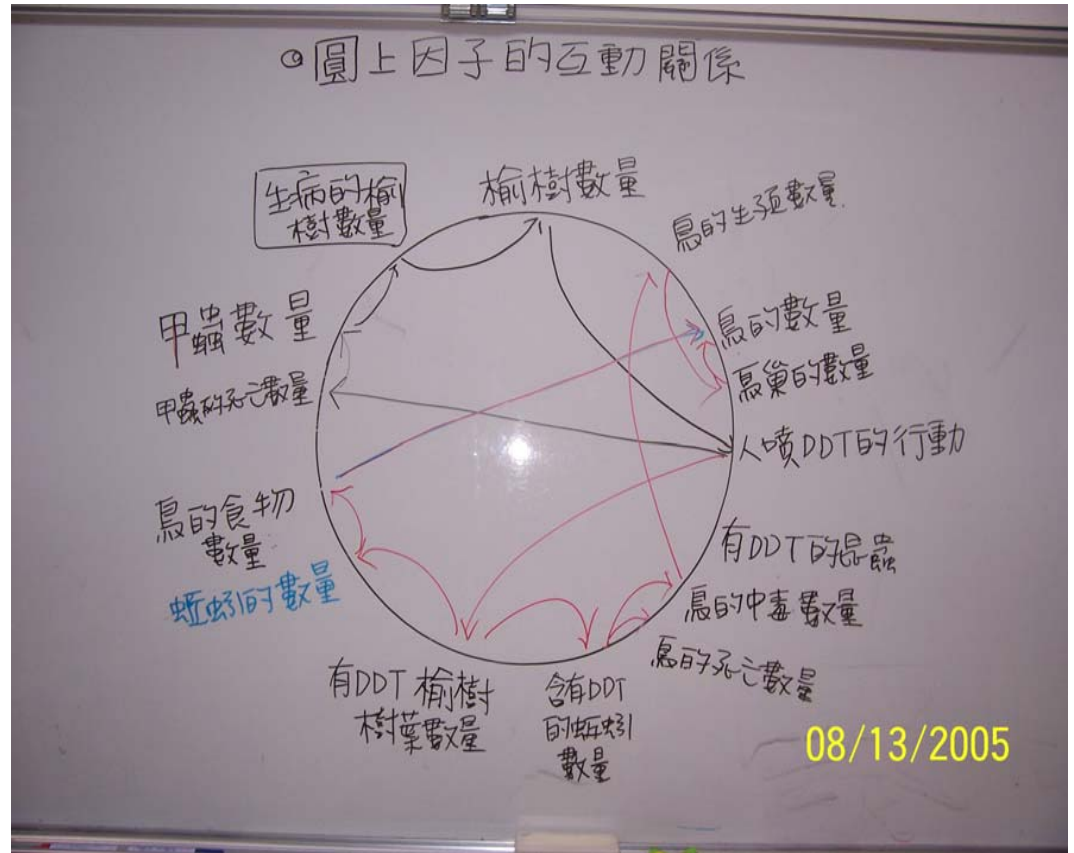 圓上因子的互動關係
榆樹數量
生病的榆
樹數量
鳥的生殖數量
甲蟲數量
鳥的數量
甲蟲的死亡數量
鳥巢的數量
人噴DDT的行動
鳥的食物
數量
有DDT的昆蟲
蚯蚓的數量
鳥的中毒數量
鳥的死亡數量
有DDT榆樹
樹葉數量
含有DDT
的蚯蚓
數量
08/13/2005